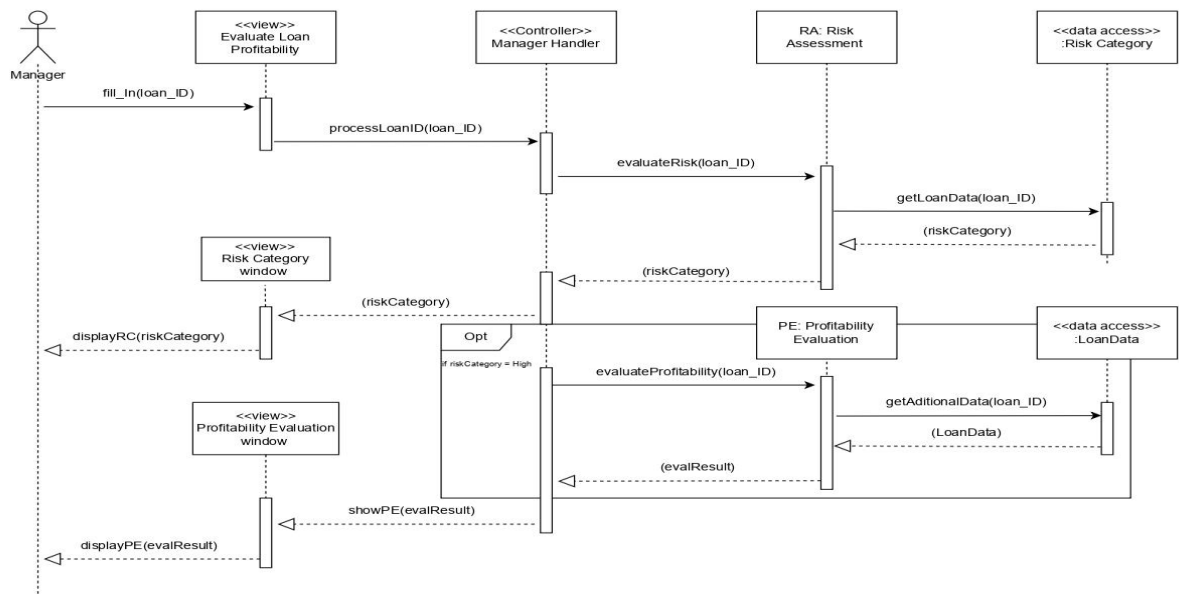 <<view>>
Evaluate Loan
Profitability
<<Controller>>
Manager Handler
RA: Risk
Assessment
<<data access>>
:Risk Category
Manager
fill_In(loan_ID)
processLoanID(loan_ID)
evaluateRisk(loan_ID)
getLoanData(loan_ID)
(riskCategory)
<<view>>
Risk Category
window
(riskCategory)
(riskCategory)
displayRC(riskCategory)
Opt
if riskCategory = High
PE: Profitability
Evaluation
<<data access>>
:LoanData
evaluateProfitability(loan_ID)
getAditionalData(loan_ID)
<<view>>
Profitability Evaluation
window
(LoanData)
(evalResult)
showPE(evalResult)
displayPE(evalResult)